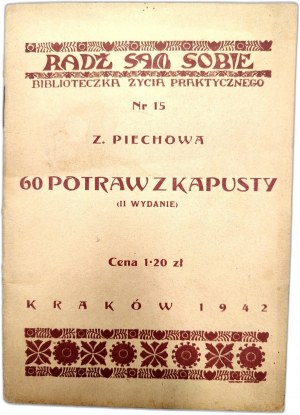 RADŹ SAM SOBIE
BIBLIOTECZKA ŻYCIA PRAKTYCZNEGO
Nr 15
Z. PIECHOWA
60 POTRAW Z KAPUSTY
(II WYDANIE)
Cena 1·20 zł
KRAKÓW 1942